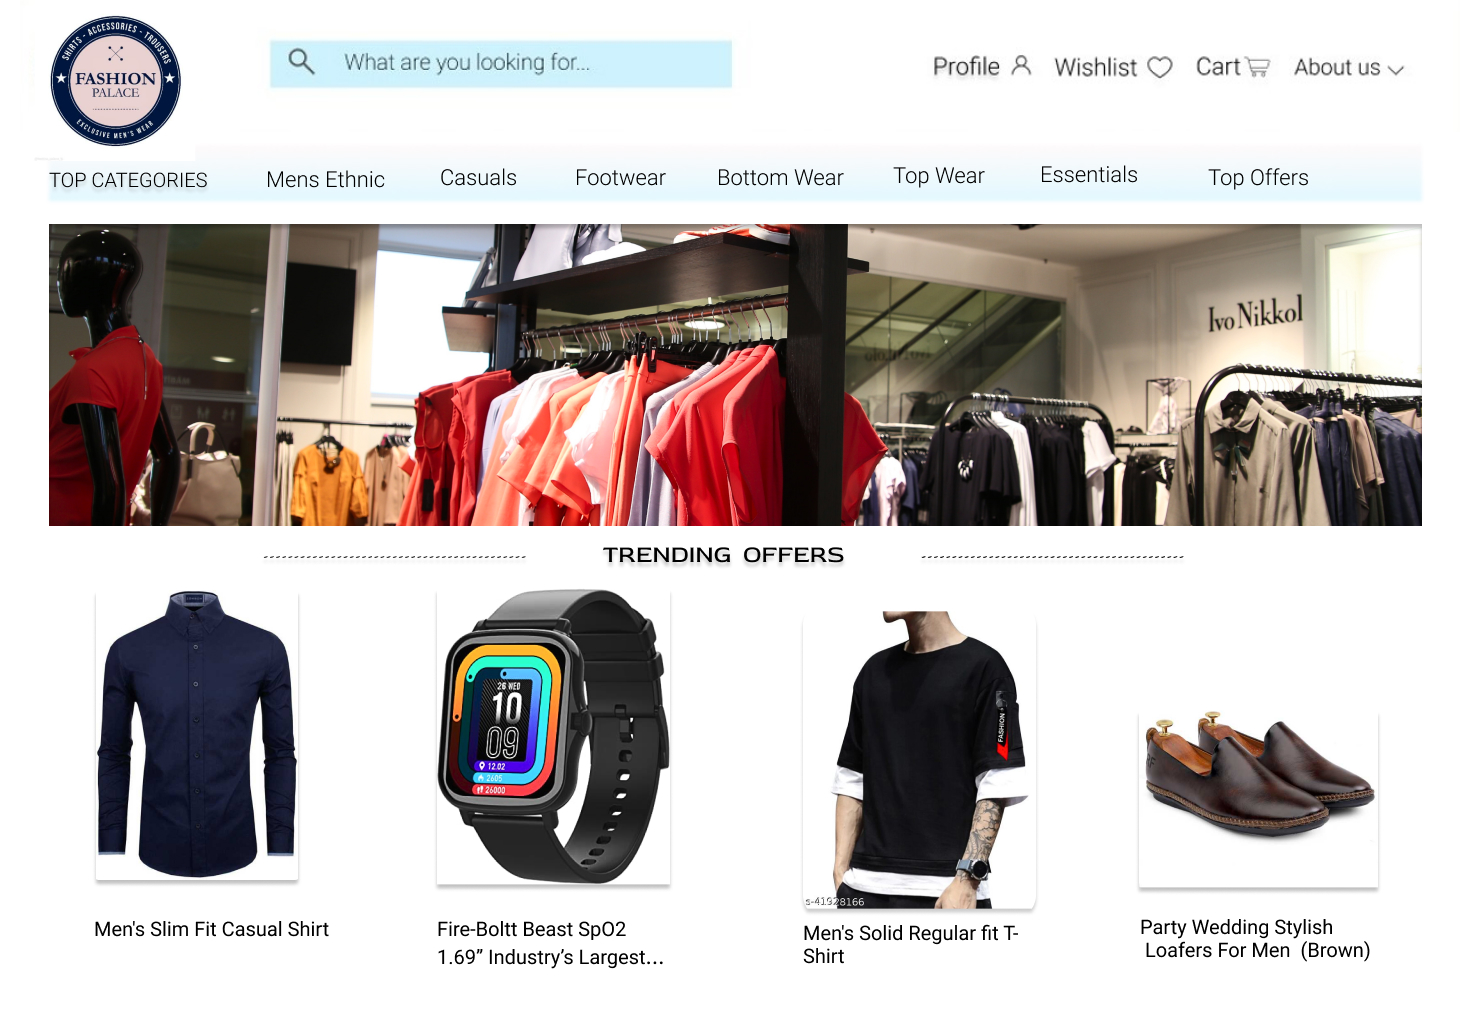 SHIRTS - ACCESSORIES - TROUSERS
FASHION
PALACE
EXCLUSIVE MEN'S WEAR
What are you looking for...
Profile
Wishlist
Cart
About us
TOP CATEGORIES
Mens Ethnic
Casuals
Footwear
Bottom Wear
Top Wear
Essentials
Top Offers
Ivo Nikkol
TRENDING OFFERS
26 WED
10
09
12.02
2605
26000
FASHION
s-41928166
Men's Slim Fit Casual Shirt
Fire-Boltt Beast SpO2
1.69” Industry’s Largest...
Men's Solid Regular fit T-
Shirt
Party Wedding Stylish
Loafers For Men (Brown)